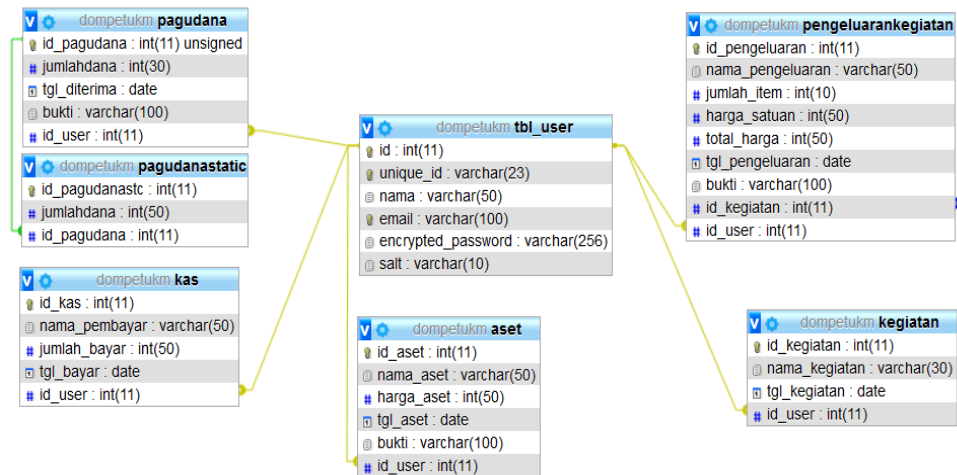 dompetukm pagudana
id_pagudana : int(11) unsigned
# jumlahdana : int(30)
tgl_diterima : date
bukti : varchar(100)
# id_user : int(11)
dompetukm pagudanastatic
id_pagudanastc : int(11)
# jumlahdana : int(50)
# id_pagudana : int(11)
dompetukm kas
id_kas : int(11)
nama_pembayar : varchar(50)
# jumlah_bayar : int(50)
tgl_bayar : date
# id_user : int(11)
dompetukm tbl_user
id : int(11)
unique_id : varchar(23)
nama : varchar(50)
email : varchar(100)
encrypted_password : varchar(256)
salt : varchar(10)
dompetukm aset
id_aset : int(11)
nama_aset : varchar(50)
# harga_aset : int(50)
tgl_aset : date
bukti : varchar(100)
# id_user : int(11)
dompetukm pengeluarankegiatan
id_pengeluaran : int(11)
nama_pengeluaran : varchar(50)
# jumlah_item : int(10)
# harga_satuan : int(50)
# total_harga : int(50)
tgl_pengeluaran : date
bukti : varchar(100)
# id_kegiatan : int(11)
# id_user : int(11)
dompetukm kegiatan
id_kegiatan : int(11)
nama_kegiatan : varchar(30)
tgl_kegiatan : date
# id_user : int(11)